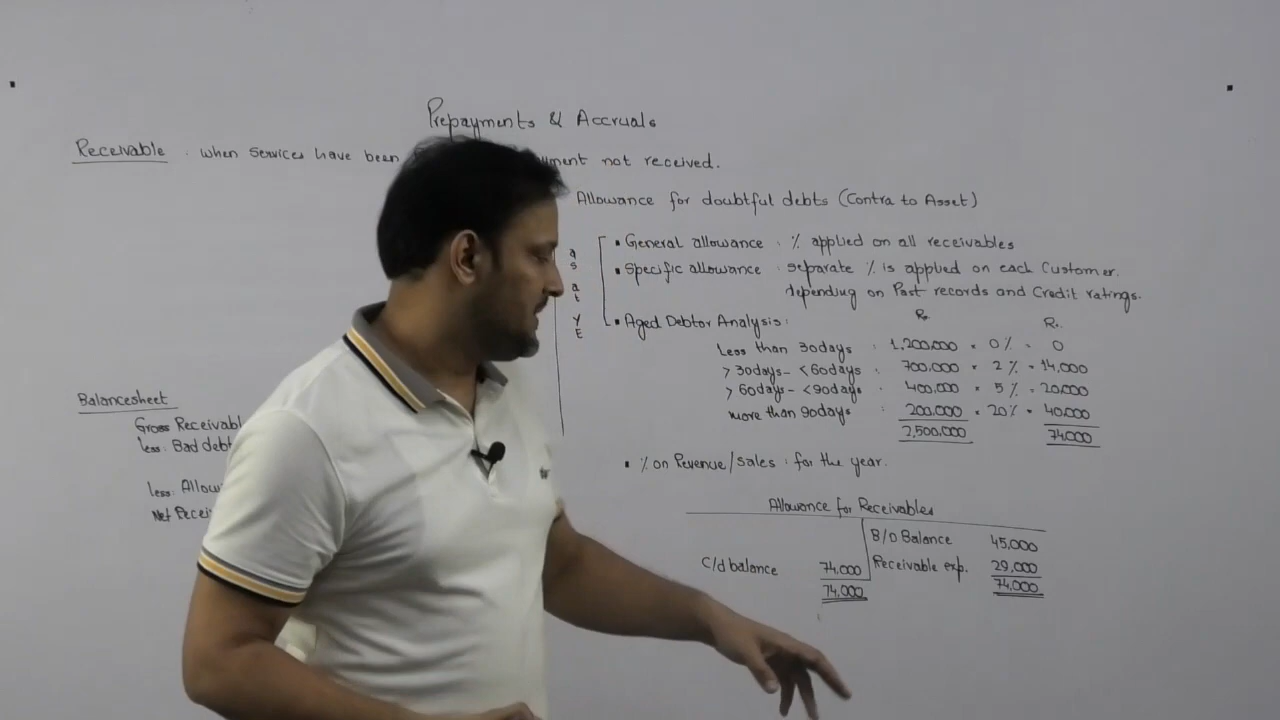 Prepayments & Accruals
Receivable : when services have been ment not received.
Allowance for doubtful debts (Contra to Asset)
as at YE
• General allowance : % applied on all receivables
• Specific allowance : separate % is applied on each Customer.
depending on Past records and Credit ratings.
• Aged Debtor Analysis:
Rs. Rs.
Less than 30days : 1,200,000 × 0% = 0
> 30days - <60days : 700,000 × 2% = 14,000
> 60days - <90days : 400,000 × 5% = 20,000
more than 90days : 200,000 × 20% = 40,000
2,500,000 74,000
• % on Revenue/sales : for the year.
Balancesheet
Gross Receivabl
less: Bad debt
less: Allow
Net Recei
Allowance for Receivables
B/D Balance 45,000
C/d balance 74,000 Receivable exp. 29,000
74,000 74,000